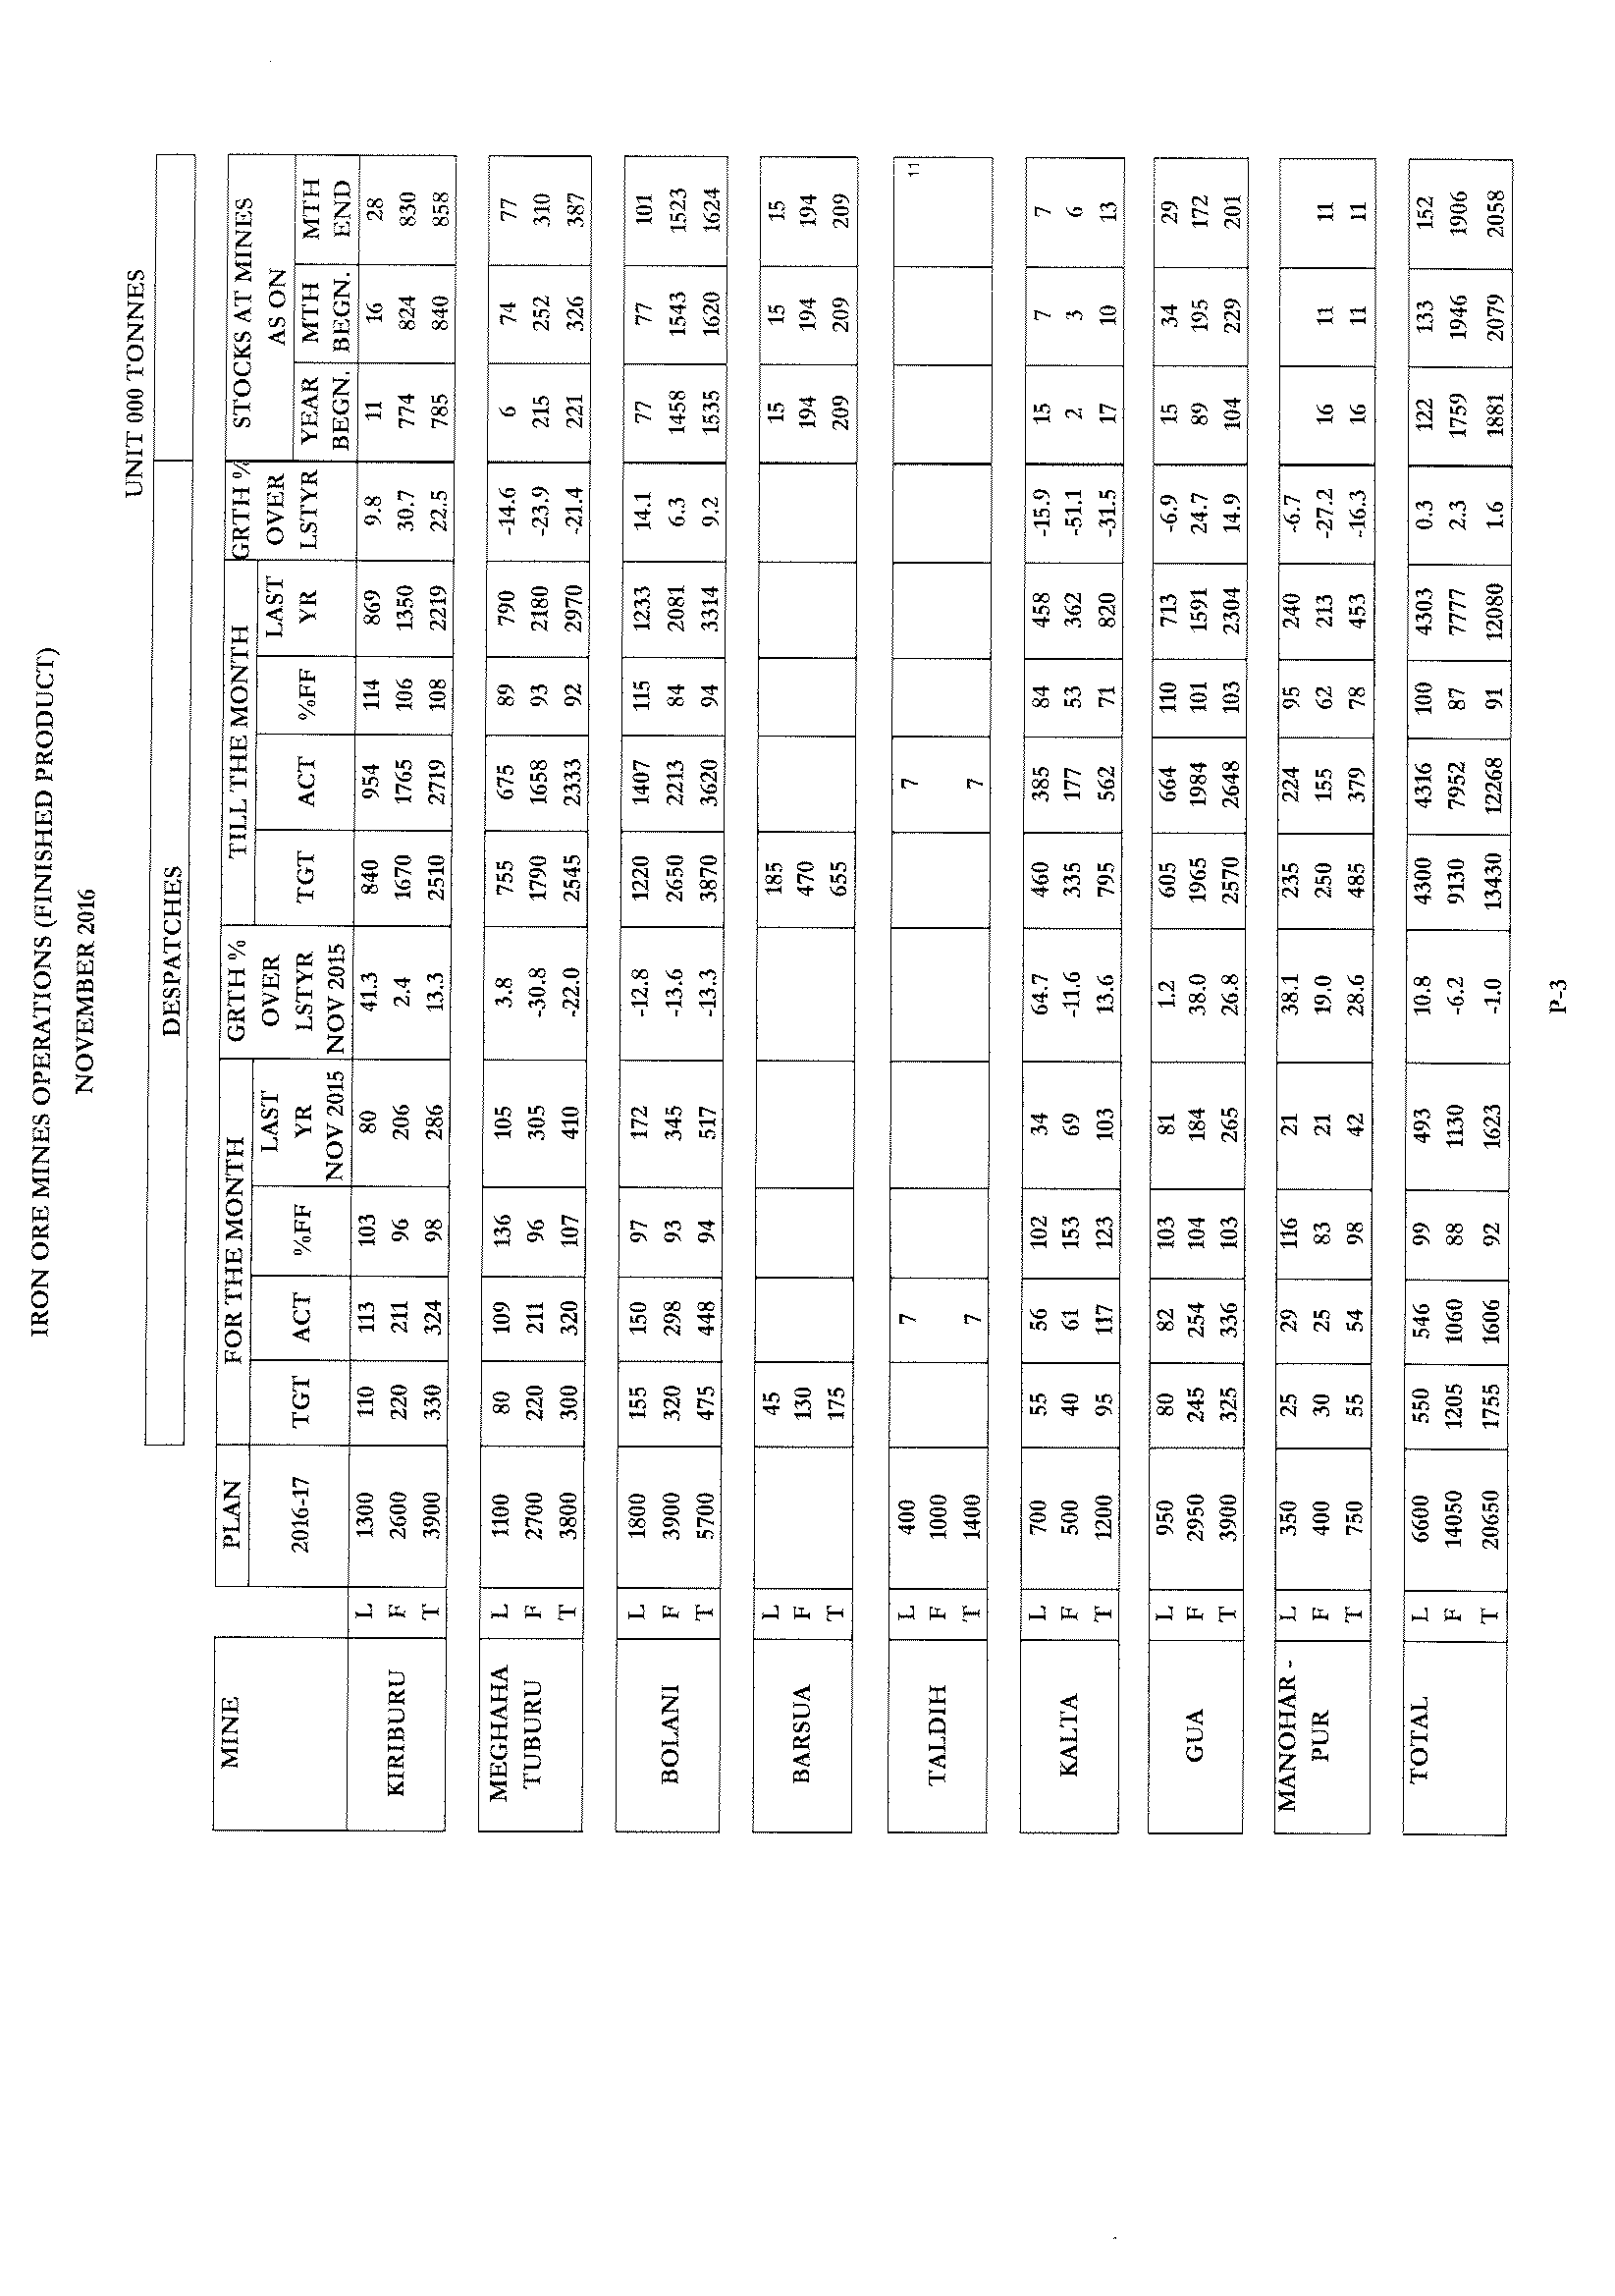 IRON ORE MINES OPERATIONS (FINISHED PRODUCT)
NOVEMBER 2016
UNIT 000 TONNES
DESPATCHES
MINE PLAN FOR THE MONTH GRTH % TILL THE MONTH GRTH % STOCKS AT MINES
LAST OVER LAST OVER AS ON
2016-17 TGT ACT %FF YR LSTYR TGT ACT %FF YR LSTYR YEAR MTH MTH
NOV 2015 NOV 2015 BEGN. BEGN. END
L 1300 110 113 103 80 41.3 840 954 114 869 9.8 11 16 28
KIRIBURU F 2600 220 211 96 206 2.4 1670 1765 106 1350 30.7 774 824 830
T 3900 330 324 98 286 13.3 2510 2719 108 2219 22.5 785 840 858
MEGHAHA L 1100 80 109 136 105 3.8 755 675 89 790 -14.6 6 74 77
TUBURU F 2700 220 211 96 305 -30.8 1790 1658 93 2180 -23.9 215 252 310
T 3800 300 320 107 410 -22.0 2545 2333 92 2970 -21.4 221 326 387
L 1800 155 150 97 172 -12.8 1220 1407 115 1233 14.1 77 77 101
BOLANI F 3900 320 298 93 345 -13.6 2650 2213 84 2081 6.3 1458 1543 1523
T 5700 475 448 94 517 -13.3 3870 3620 94 3314 9.2 1535 1620 1624
L 45 185 15 15 15
BARSUA F 130 470 194 194 194
T 175 655 209 209 209
L 400 7 7 11
TALDIH F 1000
T 1400 7 7
L 700 55 56 102 34 64.7 460 385 84 458 -15.9 15 7 7
KALTA F 500 40 61 153 69 -11.6 335 177 53 362 -51.1 2 3 6
T 1200 95 117 123 103 13.6 795 562 71 820 -31.5 17 10 13
L 950 80 82 103 81 1.2 605 664 110 713 -6.9 15 34 29
GUA F 2950 245 254 104 184 38.0 1965 1984 101 1591 24.7 89 195 172
T 3900 325 336 103 265 26.8 2570 2648 103 2304 14.9 104 229 201
MANOHAR - L 350 25 29 116 21 38.1 235 224 95 240 -6.7
PUR F 400 30 25 83 21 19.0 250 155 62 213 -27.2 16 11 11
T 750 55 54 98 42 28.6 485 379 78 453 -16.3 16 11 11
TOTAL L 6600 550 546 99 493 10.8 4300 4316 100 4303 0.3 122 133 152
F 14050 1205 1060 88 1130 -6.2 9130 7952 87 7777 2.3 1759 1946 1906
T 20650 1755 1606 92 1623 -1.0 13430 12268 91 12080 1.6 1881 2079 2058
P-3